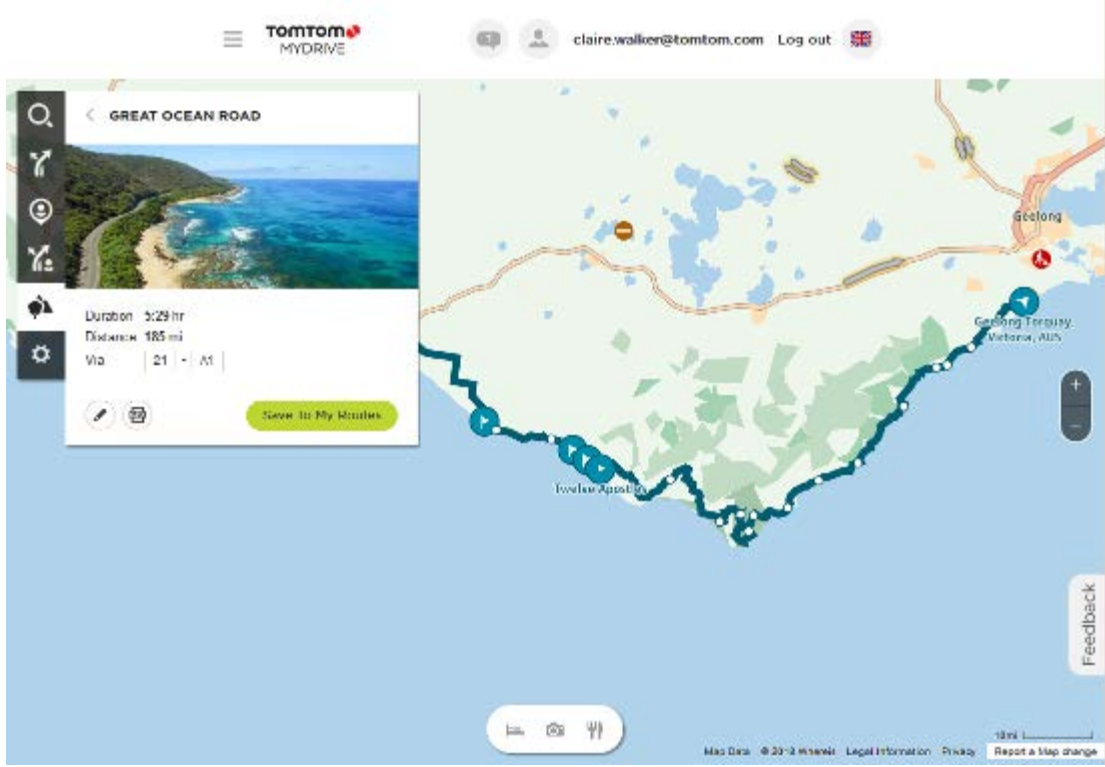 TOMTOM
MYDRIVE
claire.walker@tomtom.com Log out
GREAT OCEAN ROAD
Duration 5:29 hr
Distance 185 mi
Via 21 - A1
Save To My Routes
Geelong
Geelong Torquay,
Victoria, AUS
Twelve Apostles
+
-
Feedback
10mi
Map Data Whereis Legal Information Privacy Report a Map change